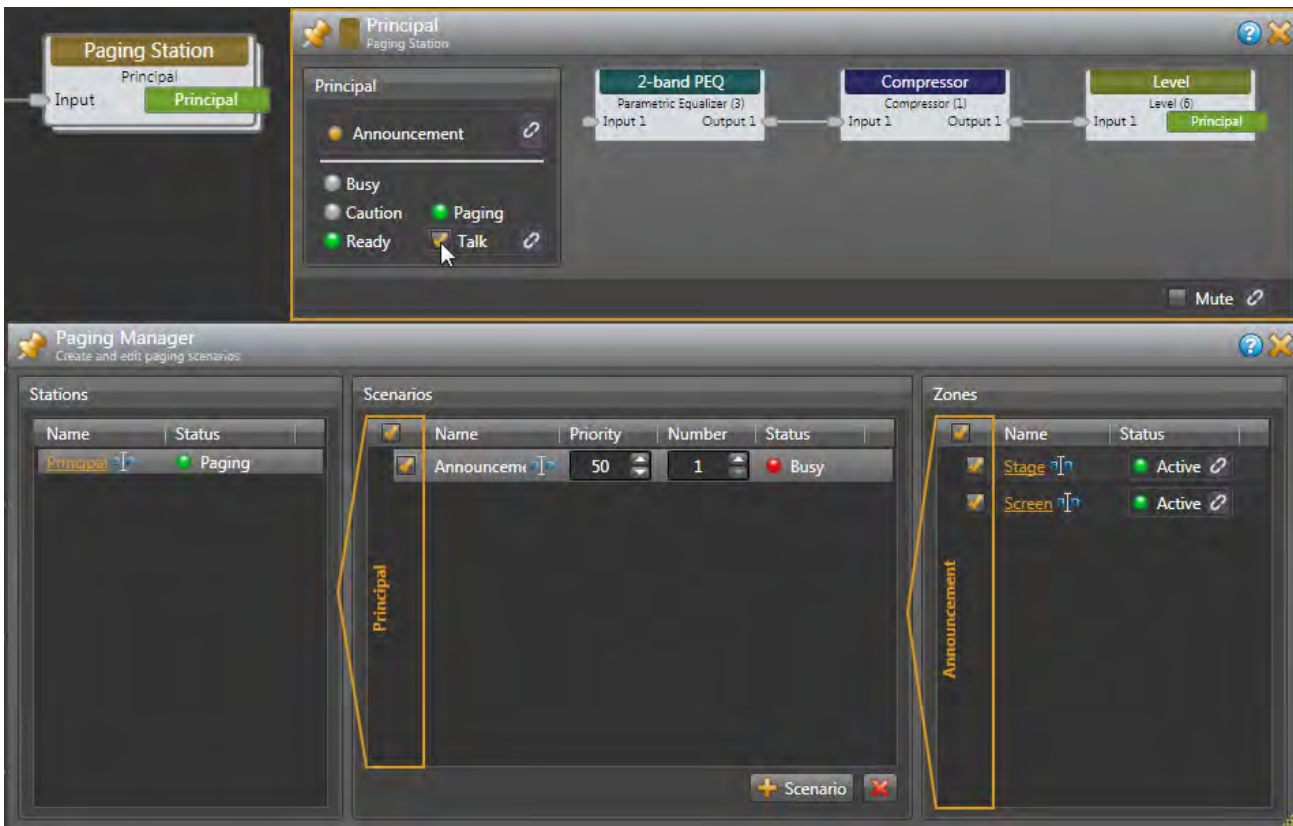 Paging Station
Principal
Input
Principal
Principal
Paging Station
Principal
Announcement
Busy
Caution
Paging
Ready
Talk
2-band PEQ
Parametric Equalizer (3)
Input 1
Output 1
Compressor
Compressor (1)
Input 1
Output 1
Level
Level (6)
Input 1
Principal
Mute
Paging Manager
Create and edit paging scenarios
Stations
Name
Status
Principal
Paging
Scenarios
Name
Priority
Number
Status
Announceme
50
1
Busy
Principal
Scenario
Zones
Name
Status
Stage
Active
Screen
Active
Announcement